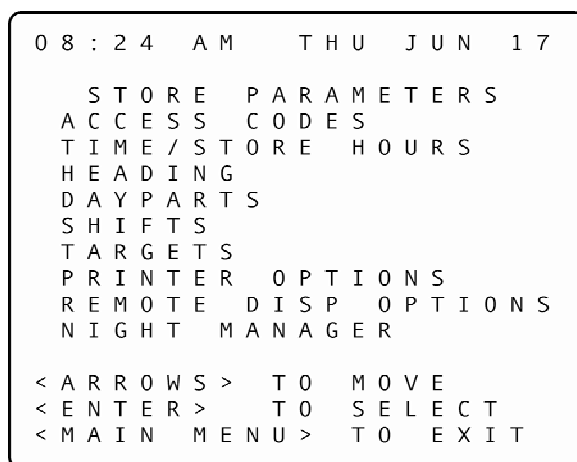 08:24 AM THU JUN 17
STORE PARAMETERS
ACCESS CODES
TIME/STORE HOURS
HEADING
DAYPARTS
SHIFTS
TARGETS
PRINTER OPTIONS
REMOTE DISP OPTIONS
NIGHT MANAGER
<ARROWS> TO MOVE
<ENTER> TO SELECT
<MAIN MENU> TO EXIT